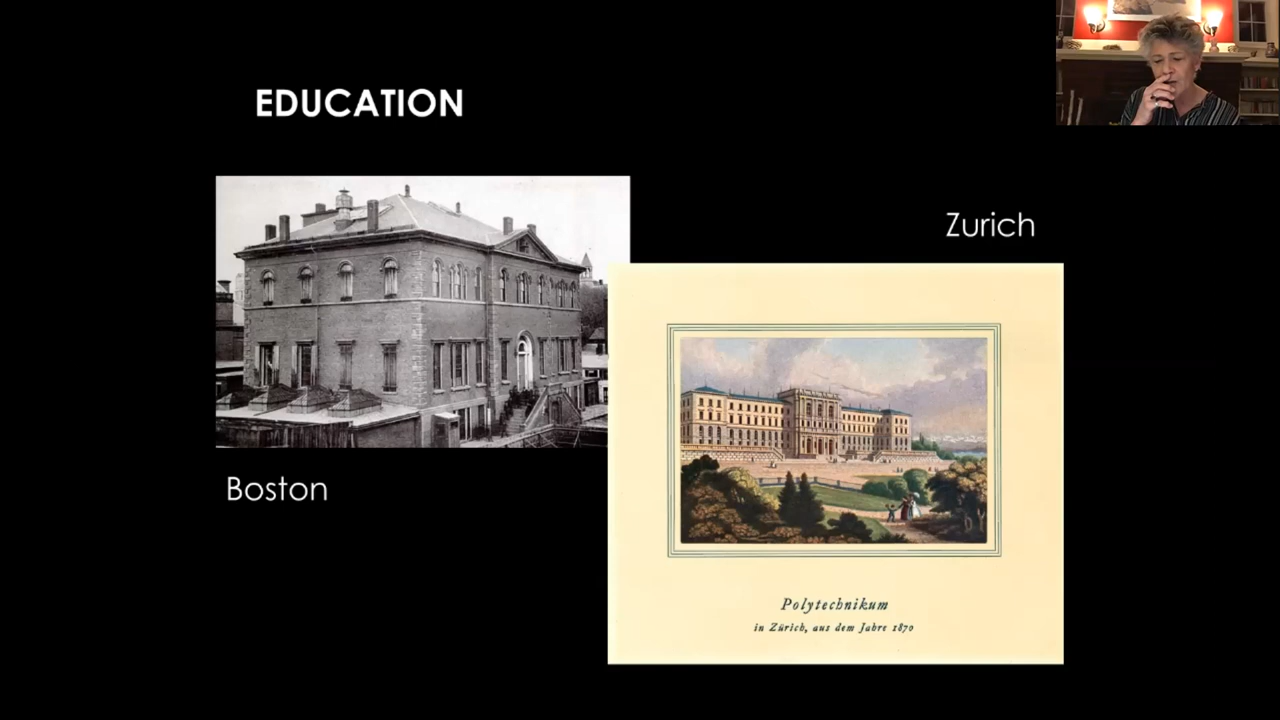 EDUCATION
Zurich
Boston
Polytechnikum
in Zürich, aus dem Jahre 1870